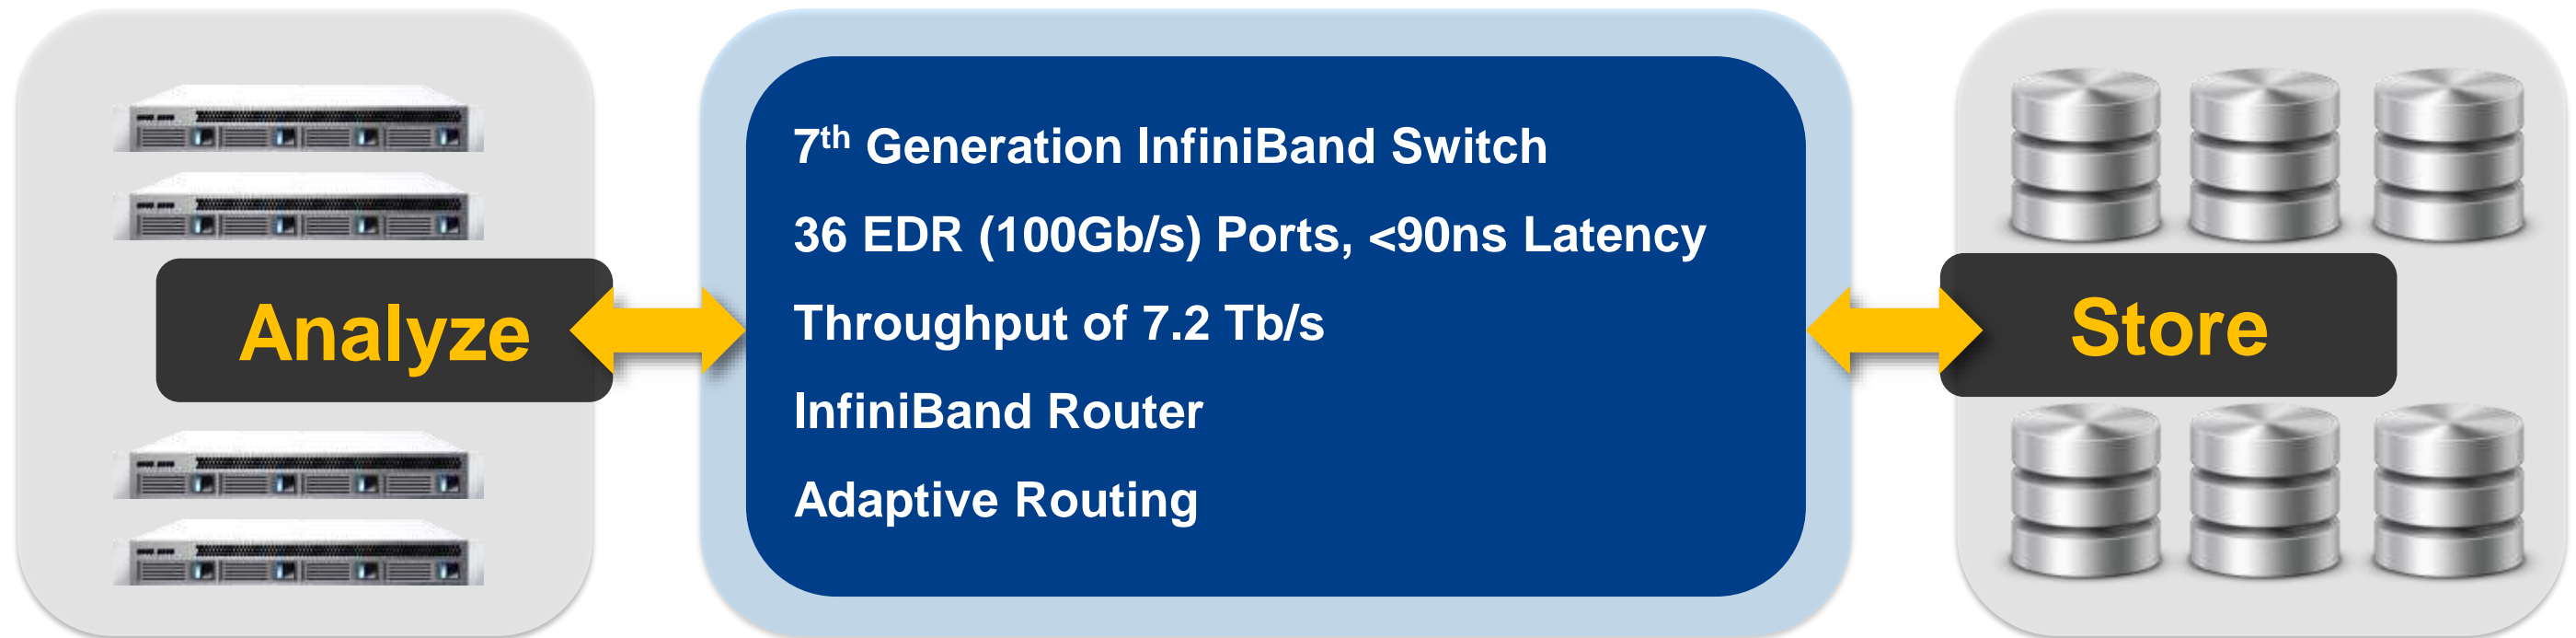 Analyze
7th Generation InfiniBand Switch
36 EDR (100Gb/s) Ports, <90ns Latency
Throughput of 7.2 Tb/s
InfiniBand Router
Adaptive Routing
Store